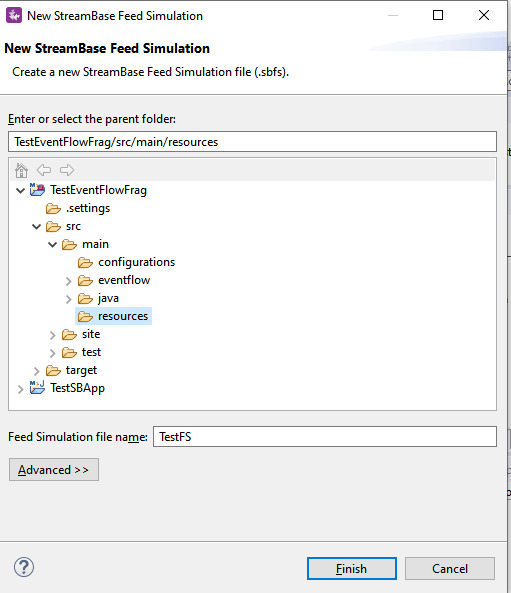 New StreamBase Feed Simulation
New StreamBase Feed Simulation
Create a new StreamBase Feed Simulation file (.sbfs).
Enter or select the parent folder:
TestEventFlowFrag/src/main/resources
TestEventFlowFrag
.settings
src
main
configurations
eventflow
java
resources
site
test
target
TestSBApp
Feed Simulation file name: TestFS
Advanced >>
? Finish Cancel